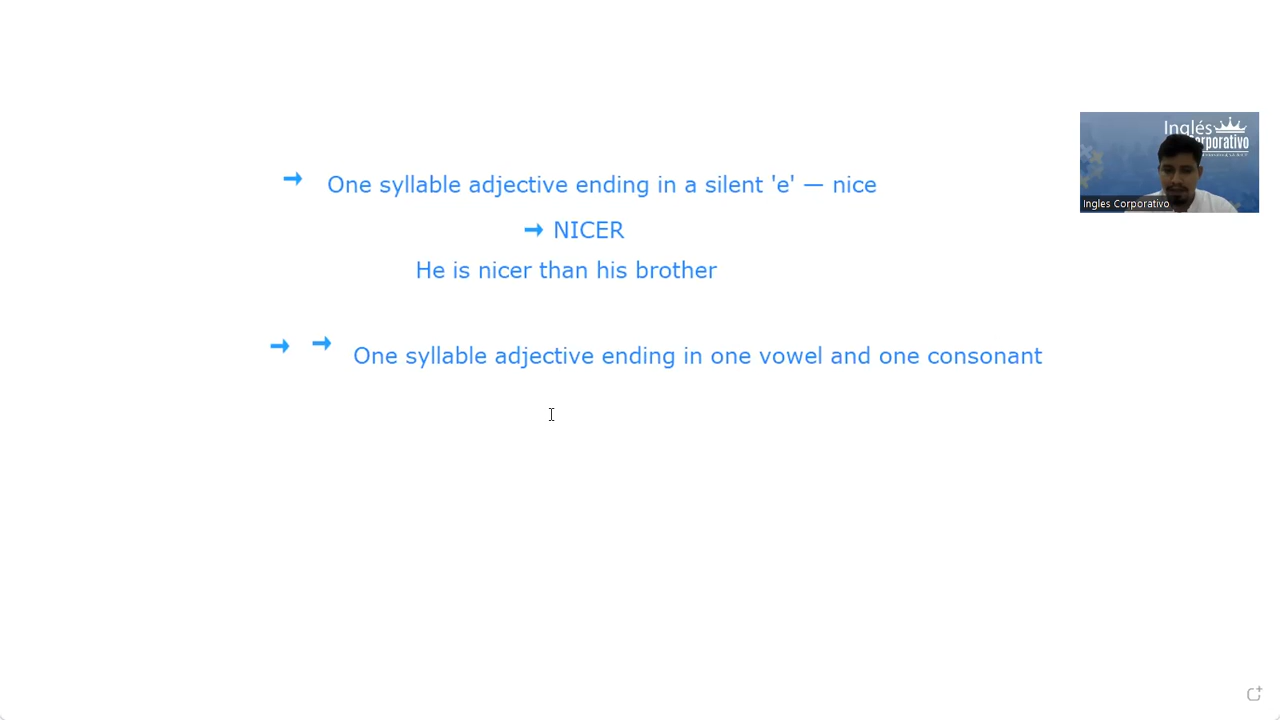 → One syllable adjective ending in a silent 'e' — nice
→ NICER
He is nicer than his brother
→ → One syllable adjective ending in one vowel and one consonant
Inglés
Corporativo
Ingles Corporativo